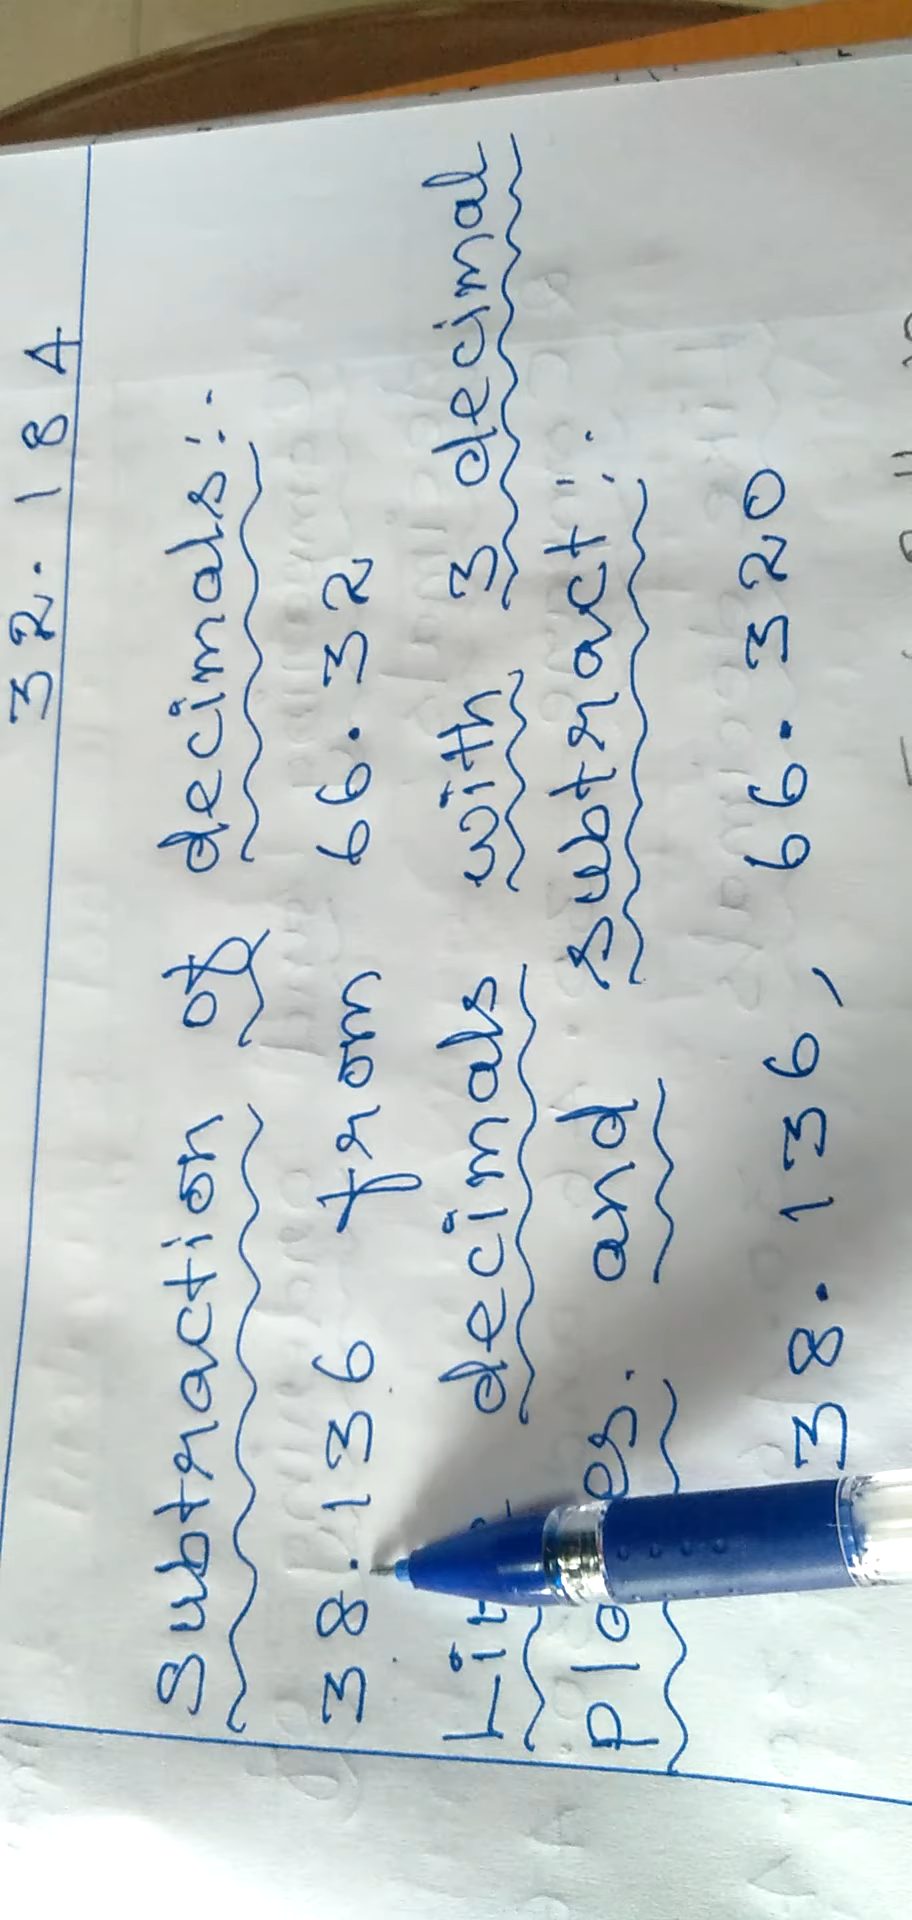 32.184
Subtraction of decimals:-
38.136 from 66.32
decimals with 3 decimal
and subtract:-
38.136, 66.320